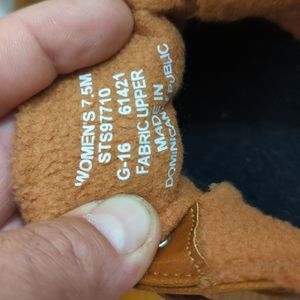 WOMEN'S 7.5M
STS97710
G-16 61421
FABRIC UPPER
MADE IN
DOMINICAN REPUBLIC